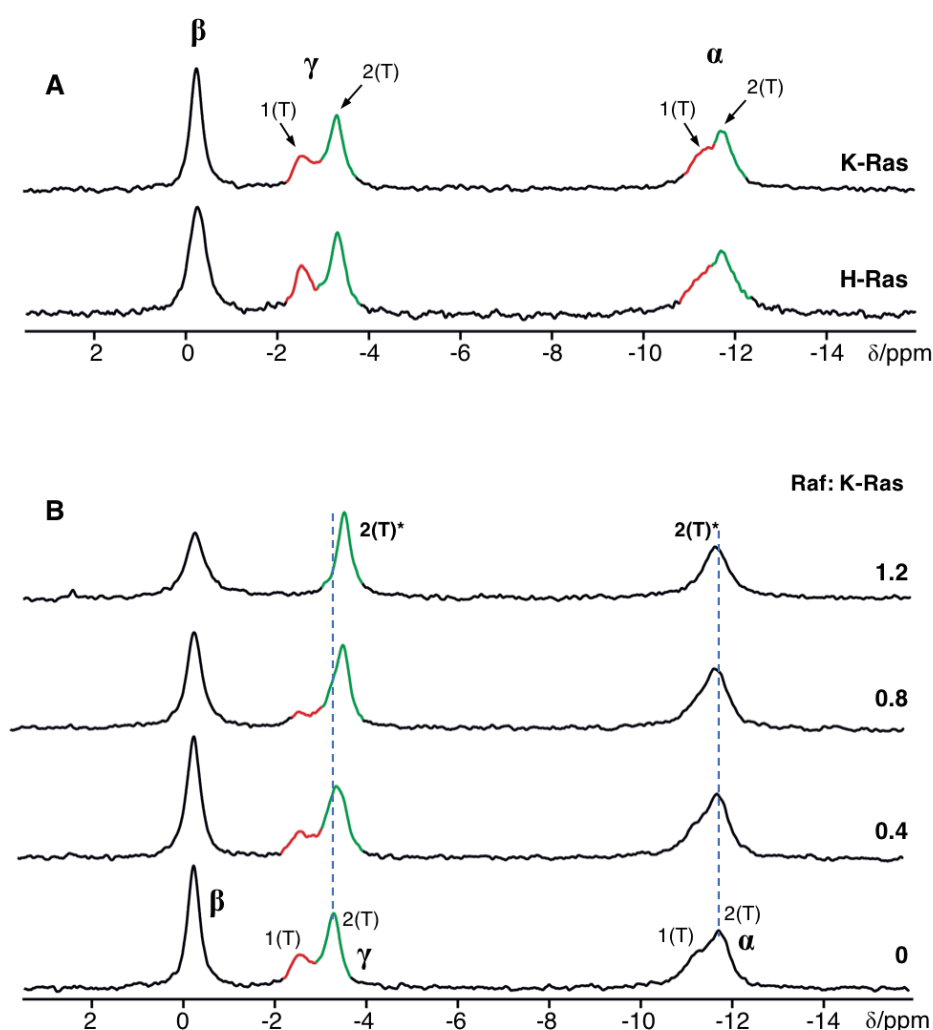 β
γ
α
A
2(T)
2(T)
1(T)
1(T)
K-Ras
H-Ras
2 0 -2 -4 -6 -8 -10 -12 -14 δ/ppm
Raf: K-Ras
B
2(T)* 2(T)*
1.2
0.8
0.4
β
2(T) 2(T)
1(T) 1(T)
γ α
0
2 0 -2 -4 -6 -8 -10 -12 -14 δ/ppm